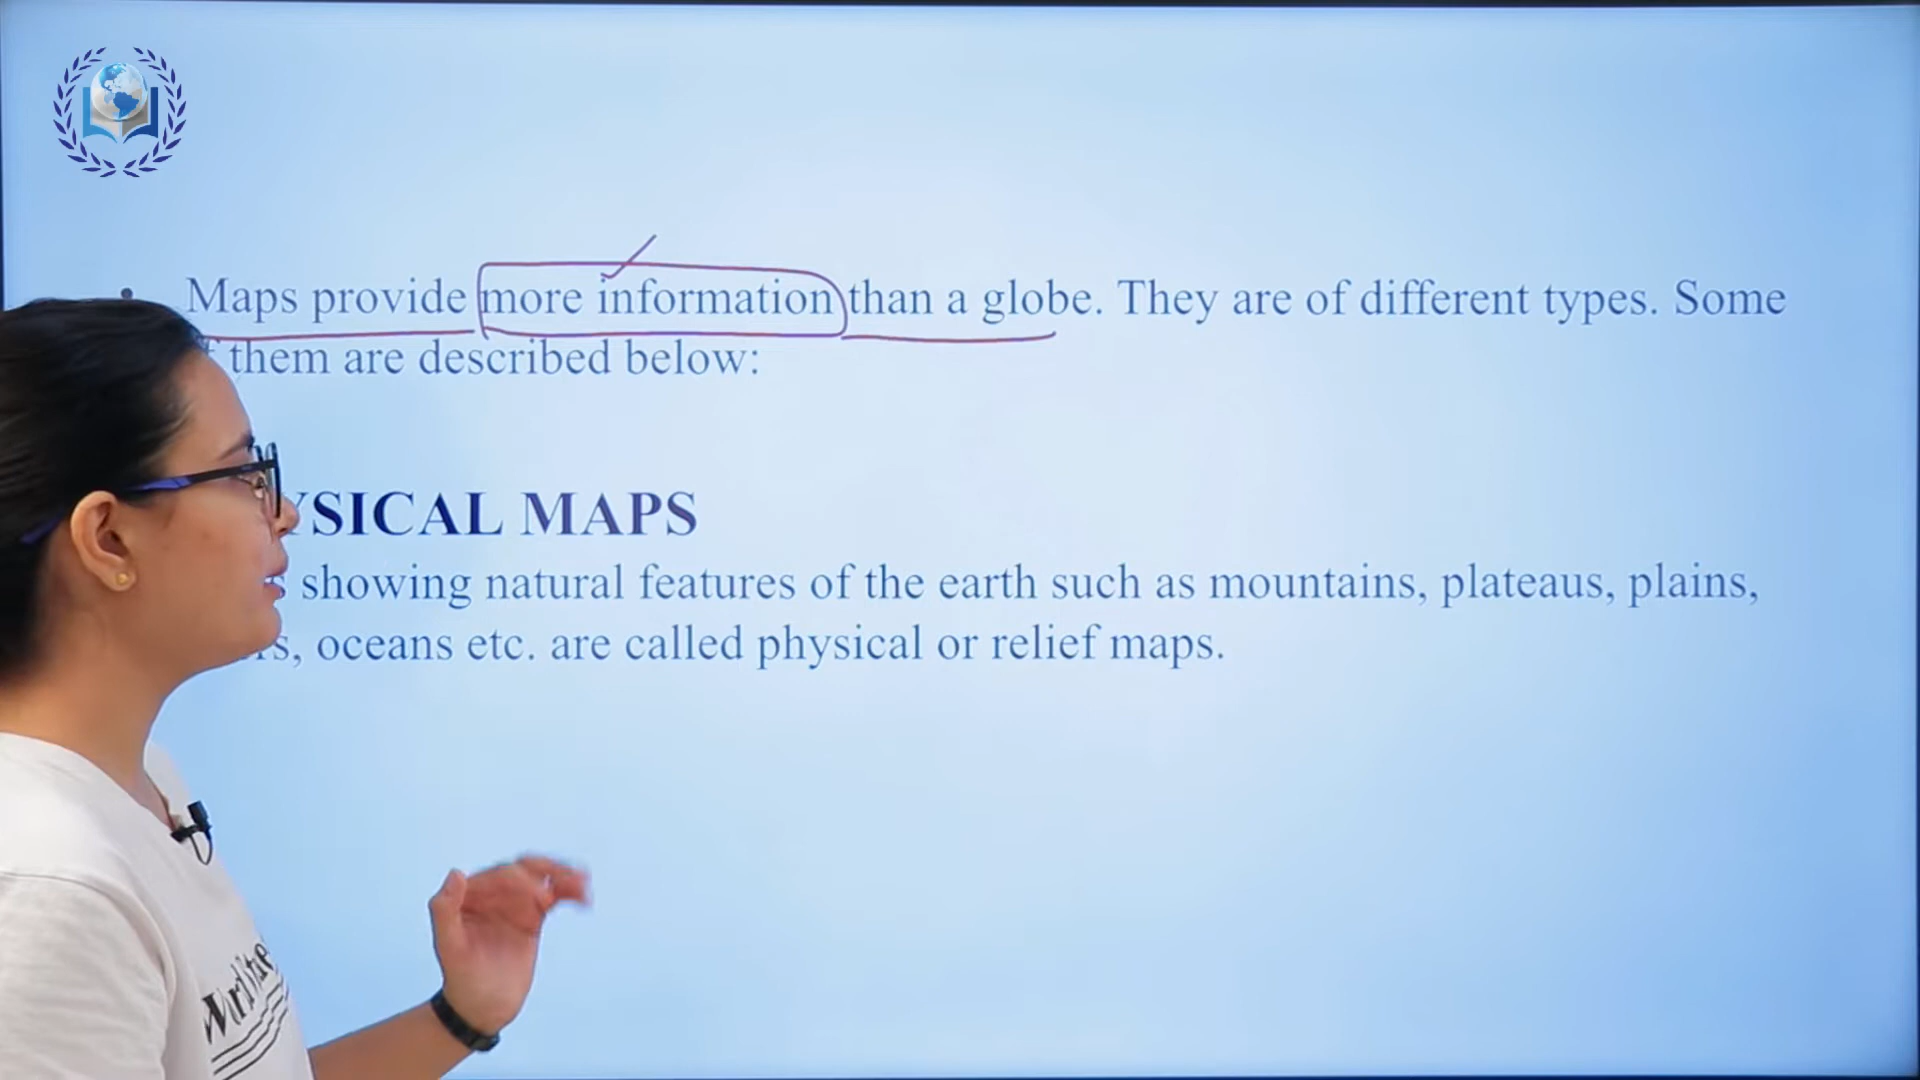 Maps provide more information than a globe. They are of different types. Some
them are described below:
SICAL MAPS
showing natural features of the earth such as mountains, plateaus, plains,
oceans etc. are called physical or relief maps.